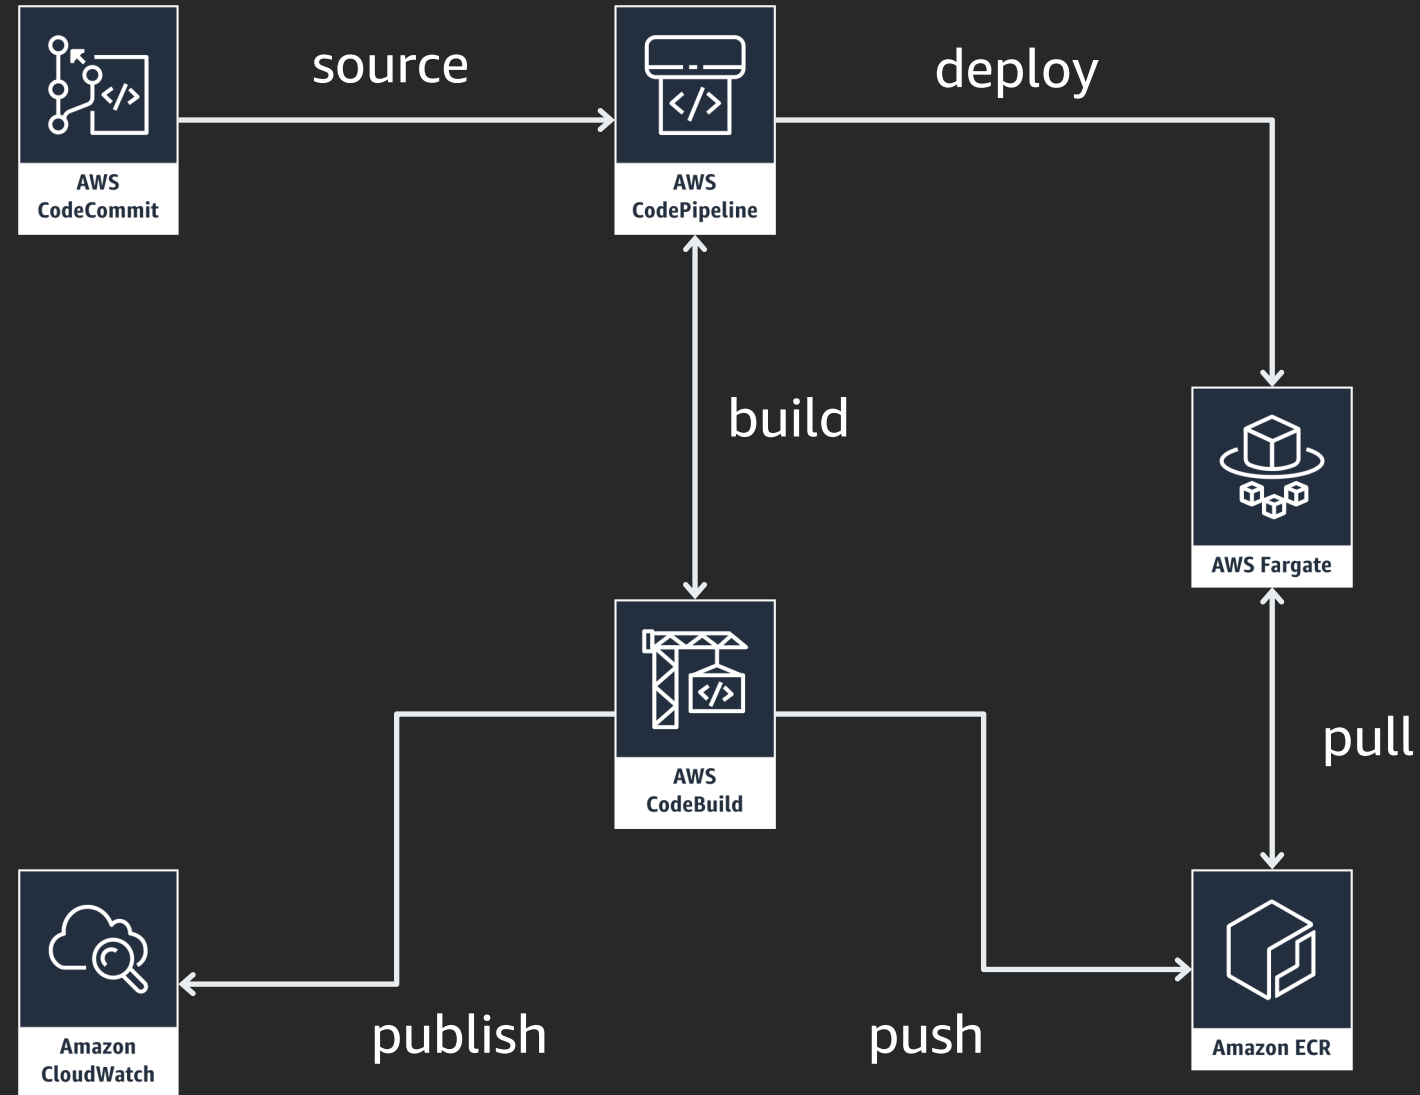 source
deploy
</>
</>
AWS
CodeCommit
AWS
CodePipeline
build
AWS Fargate
</>
AWS
CodeBuild
pull
Amazon
CloudWatch
publish
push
Amazon ECR